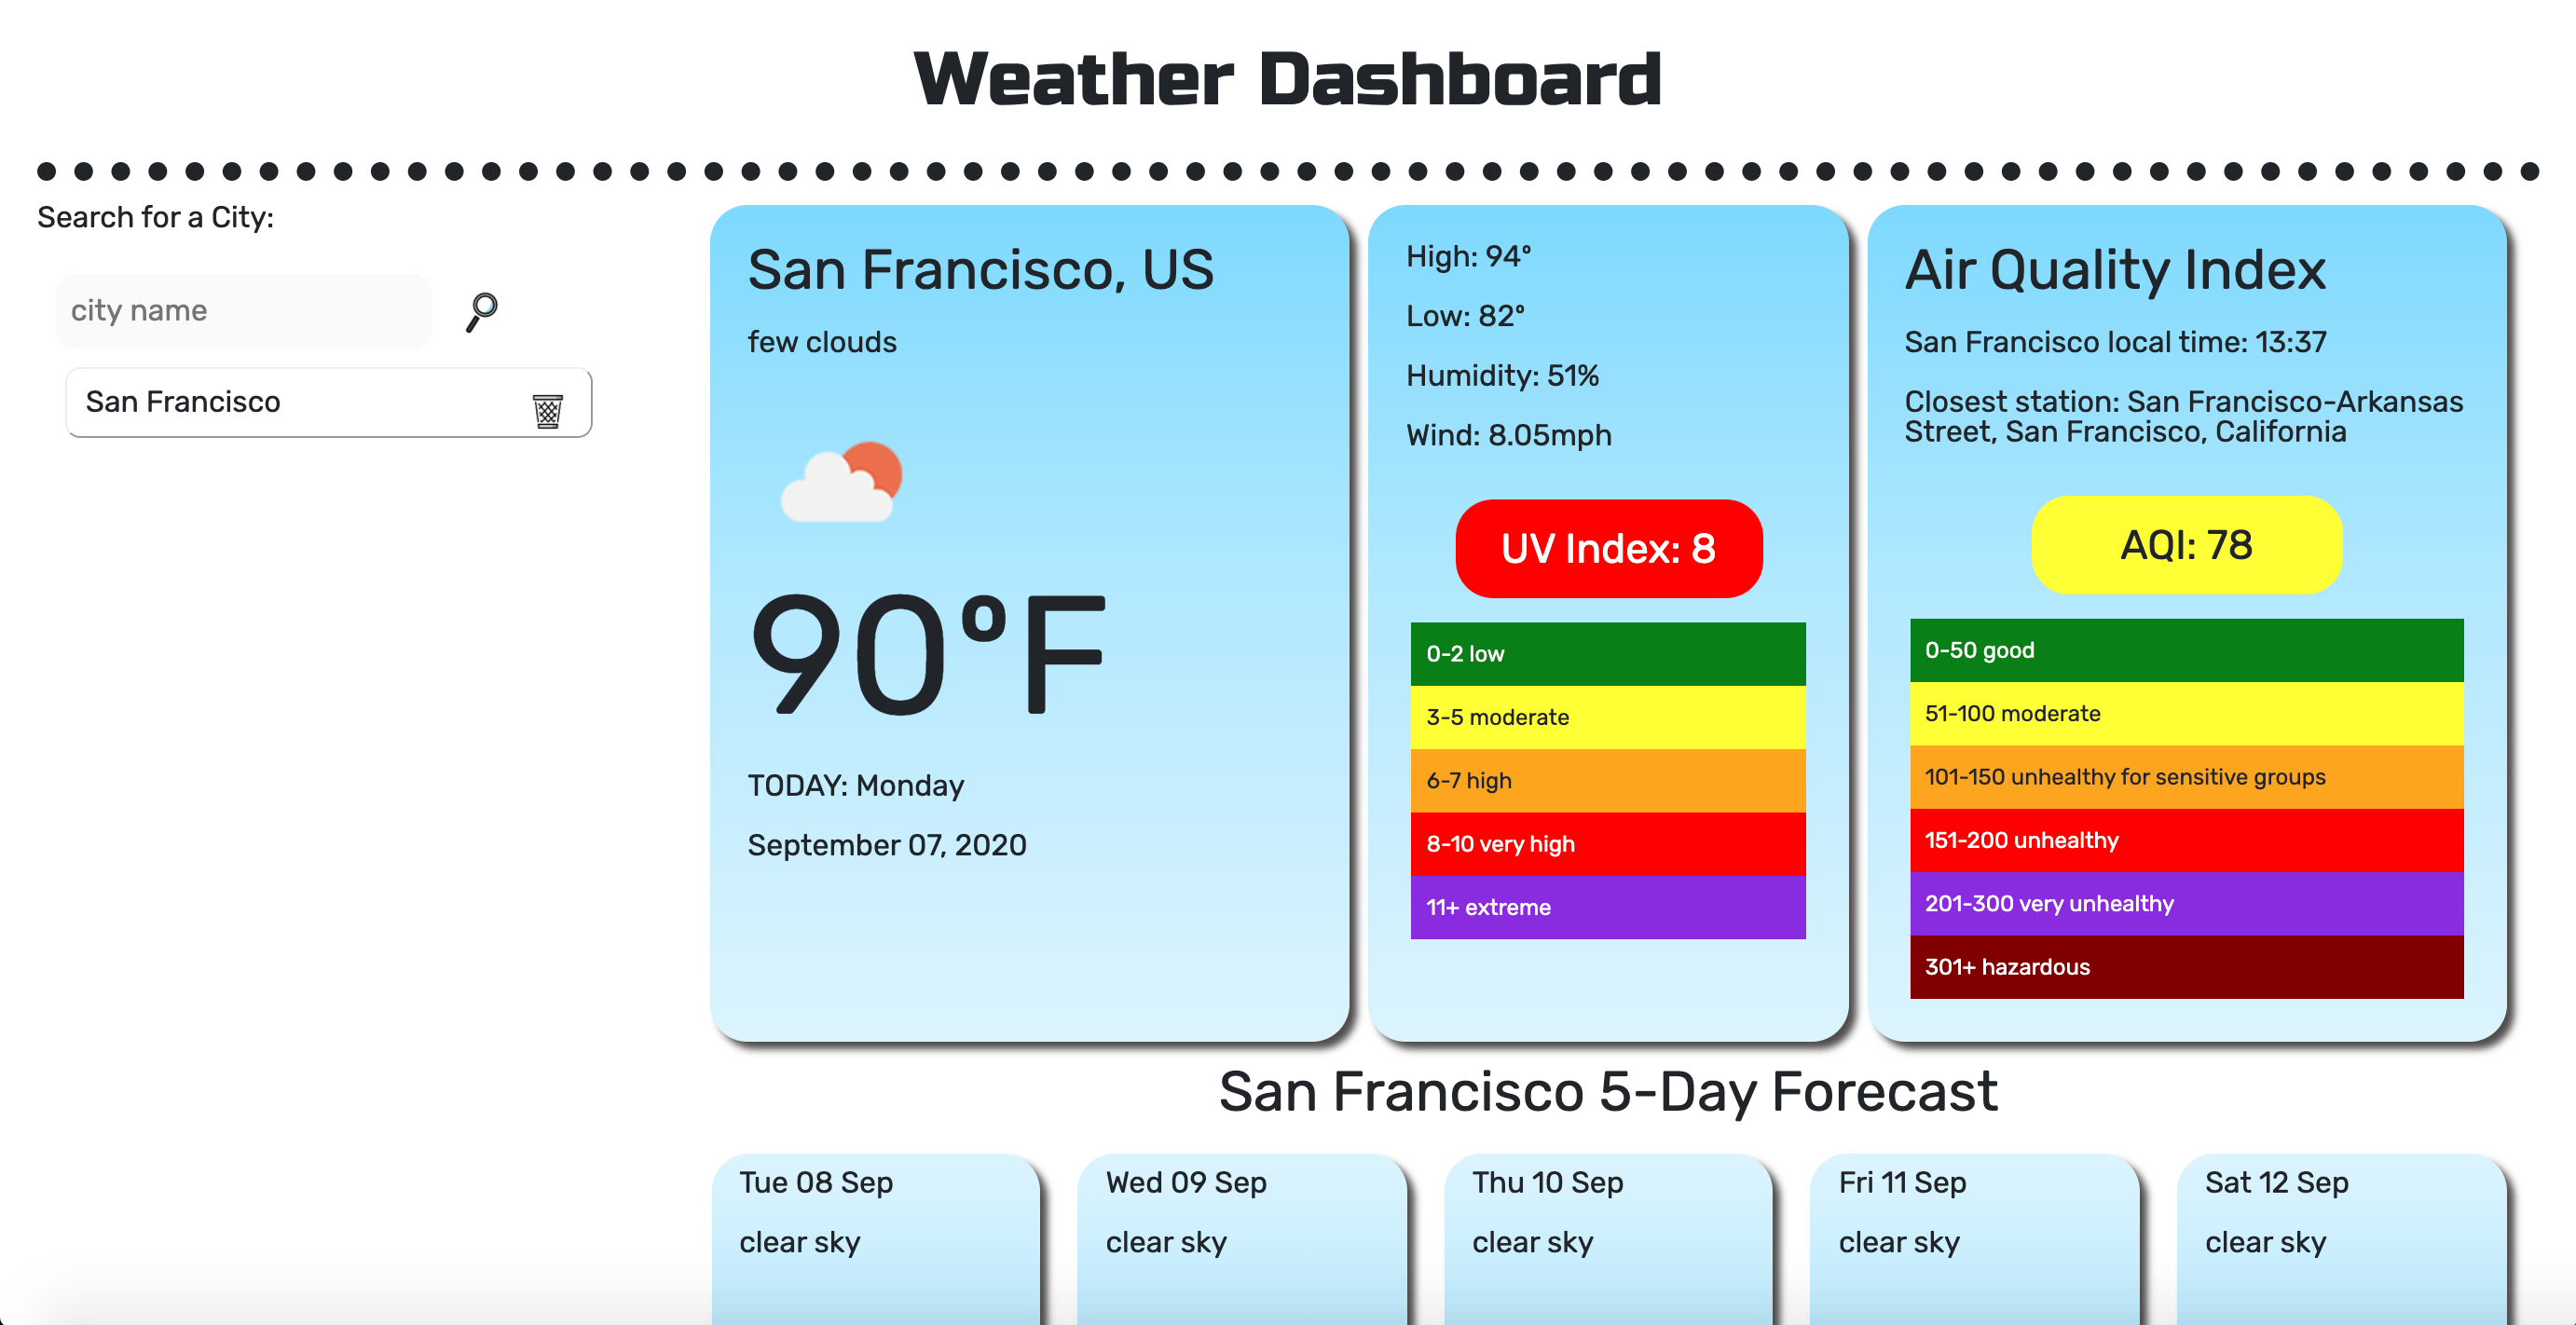 Weather Dashboard
Search for a City:
city name
San Francisco
San Francisco, US
few clouds
90°F
TODAY: Monday
September 07, 2020
High: 94°
Low: 82°
Humidity: 51%
Wind: 8.05mph
UV Index: 8
0-2 low
3-5 moderate
6-7 high
8-10 very high
11+ extreme
Air Quality Index
San Francisco local time: 13:37
Closest station: San Francisco-Arkansas
Street, San Francisco, California
AQI: 78
0-50 good
51-100 moderate
101-150 unhealthy for sensitive groups
151-200 unhealthy
201-300 very unhealthy
301+ hazardous
San Francisco 5-Day Forecast
Tue 08 Sep
clear sky
Wed 09 Sep
clear sky
Thu 10 Sep
clear sky
Fri 11 Sep
clear sky
Sat 12 Sep
clear sky